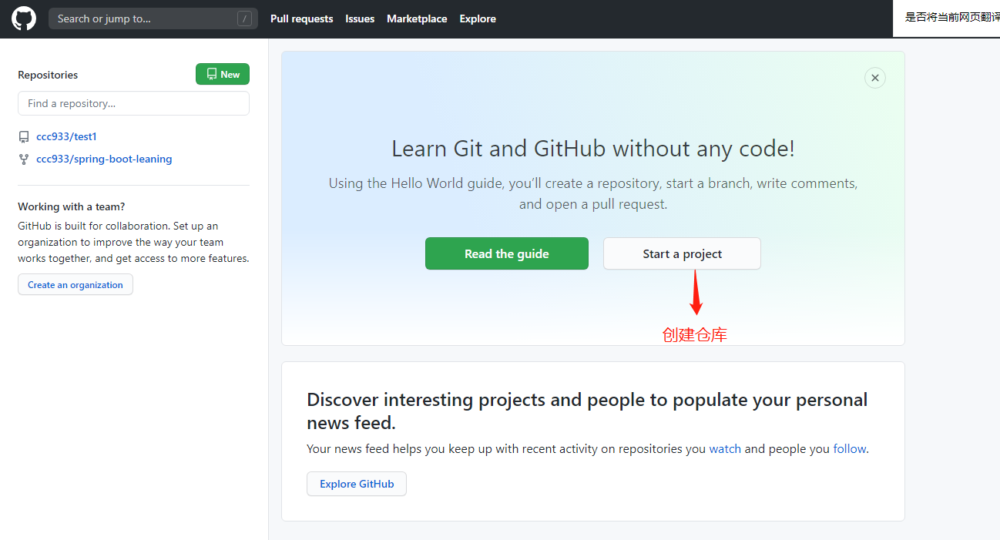 Search or jump to...
/
Pull requests
Issues
Marketplace
Explore
是否将当前网页翻译
Repositories
New
Find a repository...
ccc933/test1
ccc933/spring-boot-leaning
Working with a team?
GitHub is built for collaboration. Set up an
organization to improve the way your team
works together, and get access to more features.
Create an organization
Learn Git and GitHub without any code!
Using the Hello World guide, you’ll create a repository, start a branch, write comments,
and open a pull request.
Read the guide
Start a project
创建仓库
Discover interesting projects and people to populate your personal
news feed.
Your news feed helps you keep up with recent activity on repositories you watch and people you follow.
Explore GitHub